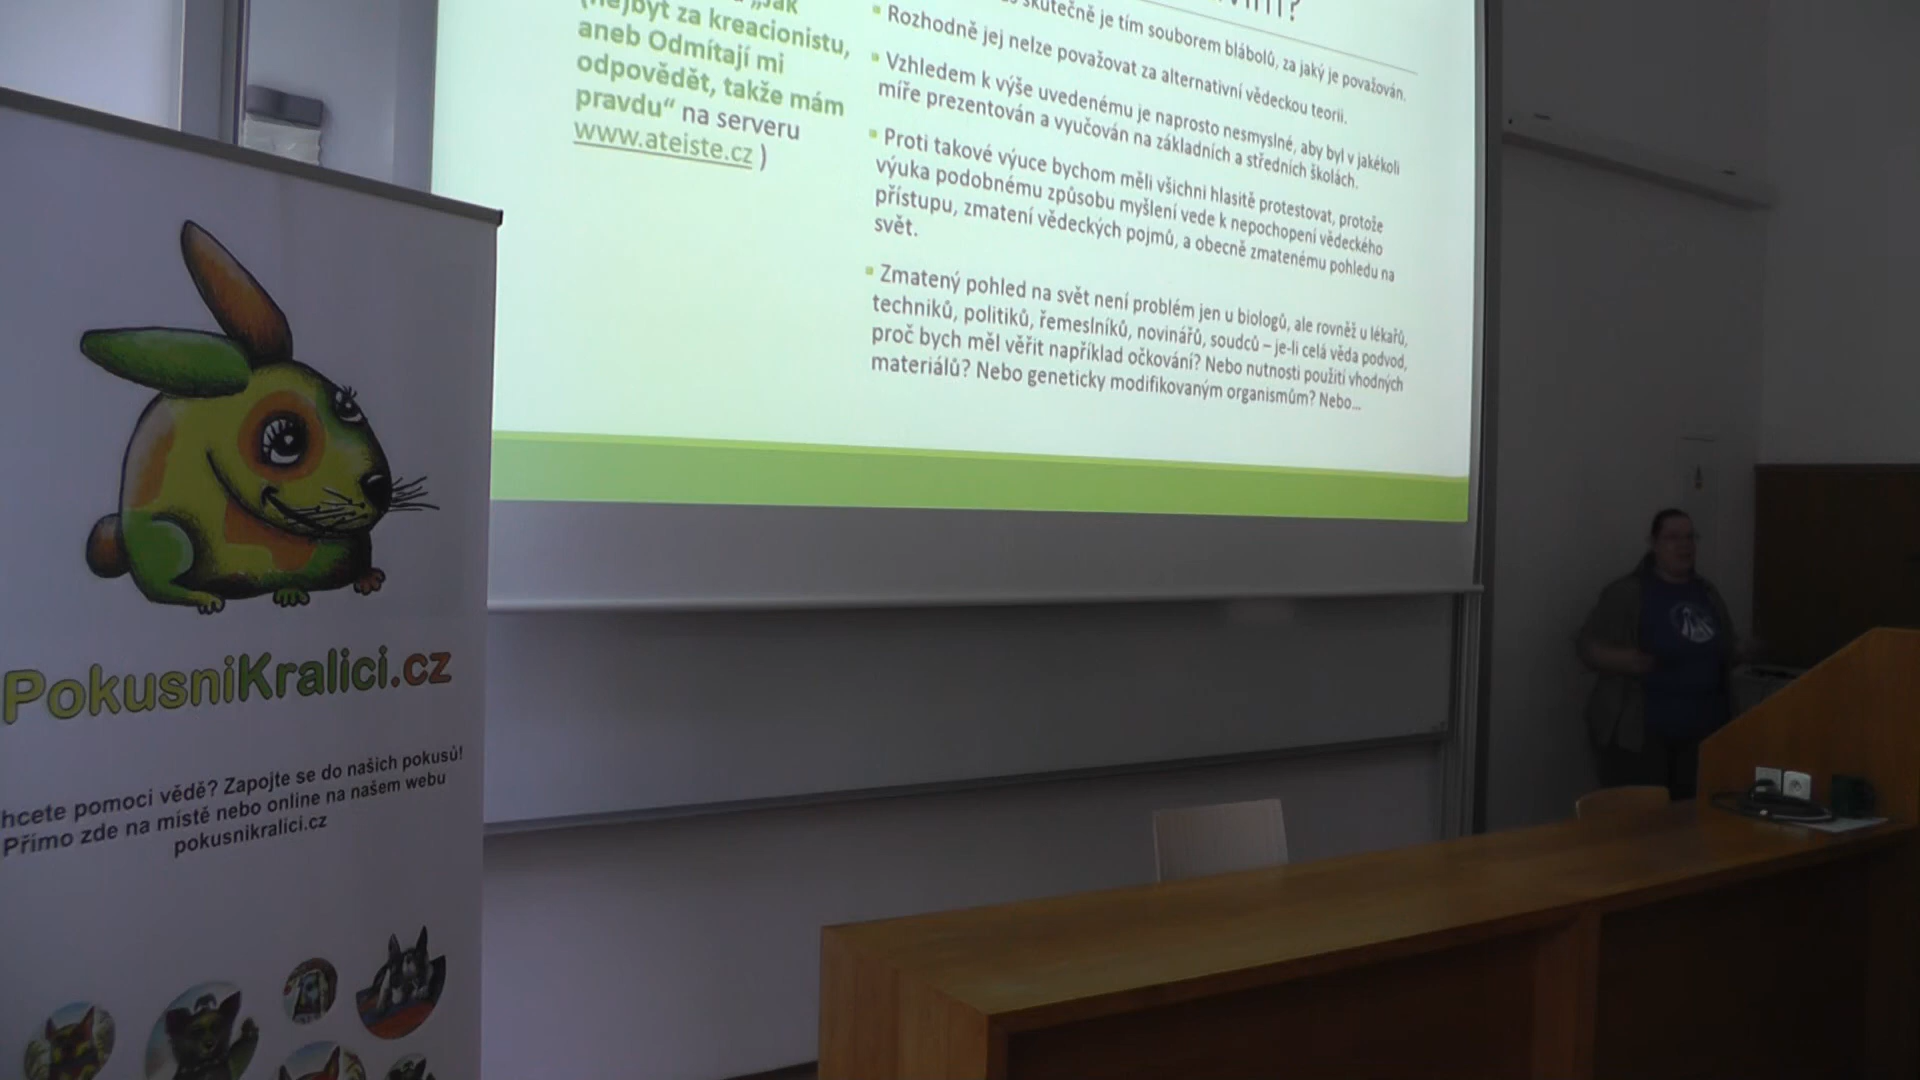 (nejbýt za kreacionistu,
aneb Odmítají mi
odpovědět, takže mám
pravdu“ na serveru
www.ateiste.cz )
skutečně je tím souborem blábolů, za jaký je považován.
Rozhodně jej nelze považovat za alternativní vědeckou teorii.
Vzhledem k výše uvedenému je naprosto nesmyslné, aby byl v jakékoli
míře prezentován a vyučován na základních a středních školách.
Proti takové výuce bychom měli všichni hlasitě protestovat, protože
výuka podobnému způsobu myšlení vede k nepochopení vědeckého
přístupu, zmatení vědeckých pojmů, a obecně zmatenému pohledu na
svět.
Zmatený pohled na svět není problém jen u biologů, ale rovněž u lékařů,
techniků, politiků, řemeslníků, novinářů, soudců – je-li celá věda podvod,
proč bych měl věřit například očkování? Nebo nutnosti použití vhodných
materiálů? Nebo geneticky modifikovaným organismům? Nebo...
PokusniKralici.cz
hcete pomoci vědě? Zapojte se do našich pokusů!
Přímo zde na místě nebo online na našem webu
pokusnikralici.cz